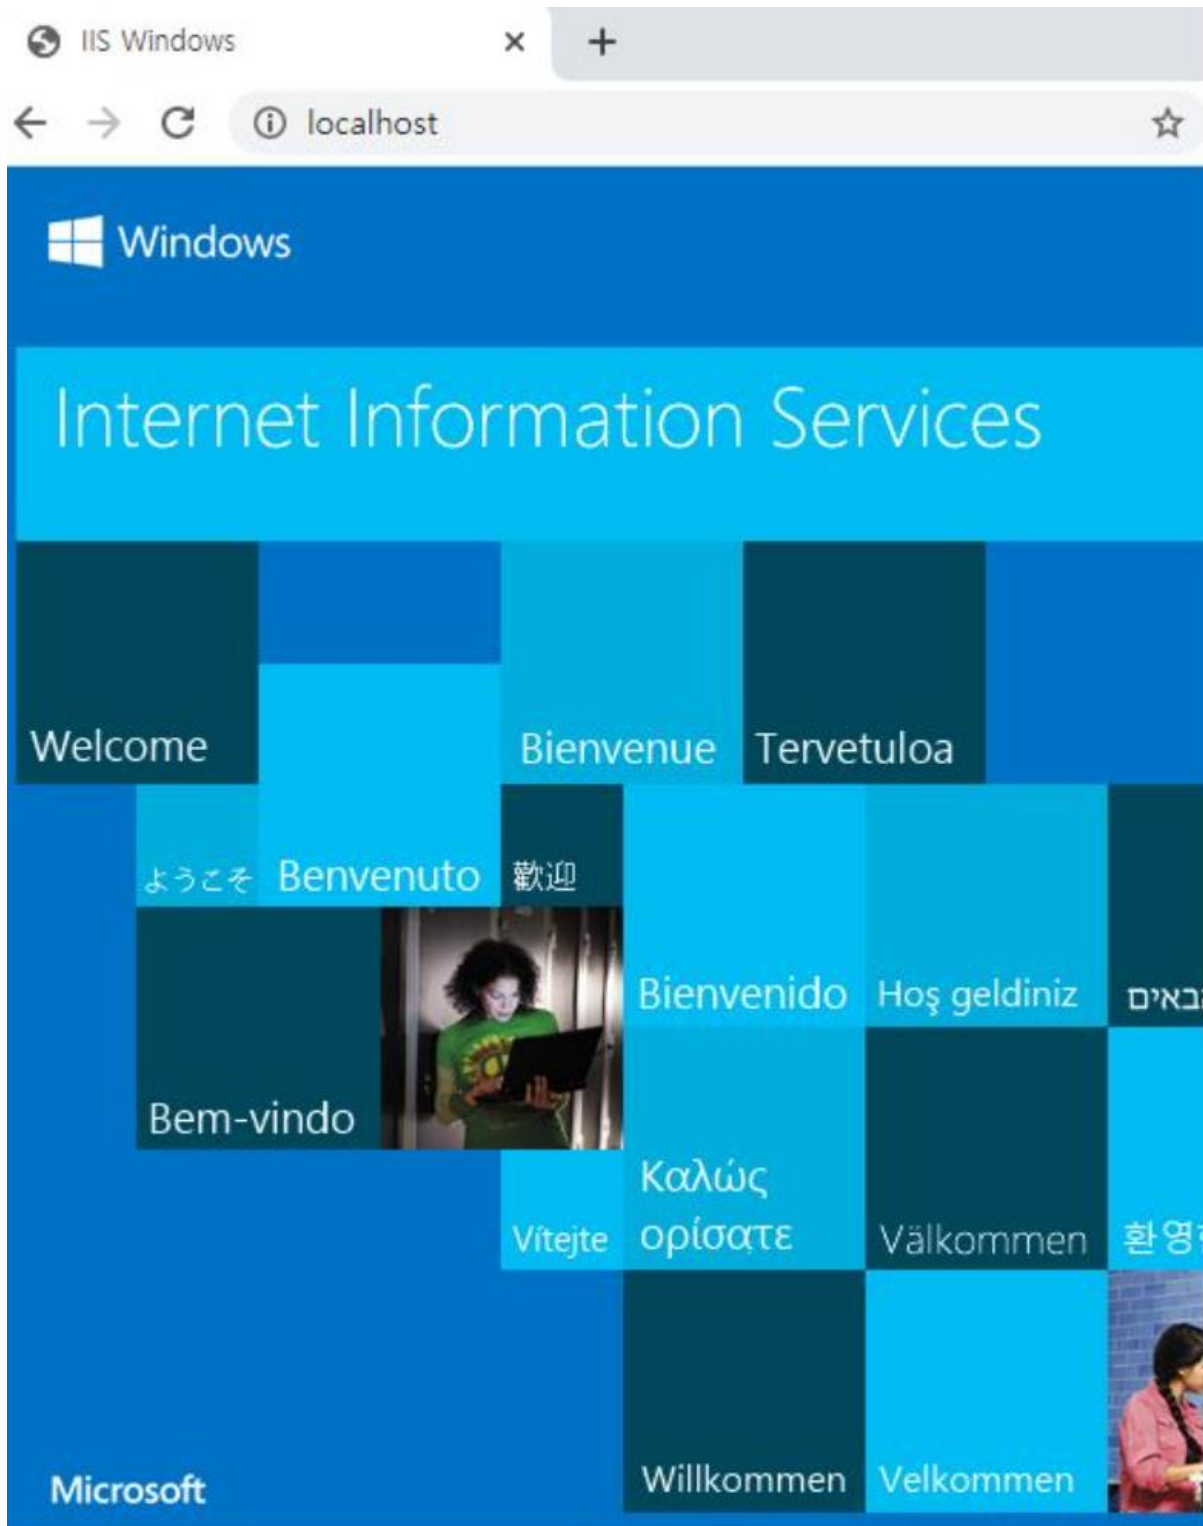 IIS Windows
localhost
Windows
Internet Information Services
Welcome
Bienvenue
Tervetuloa
ようこそ
Benvenuto
歡迎
Bienvenido
Hoş geldiniz
Bem-vindo
Καλώς
ορίσατε
Vítejte
Välkommen
Willkommen
Velkommen
Microsoft